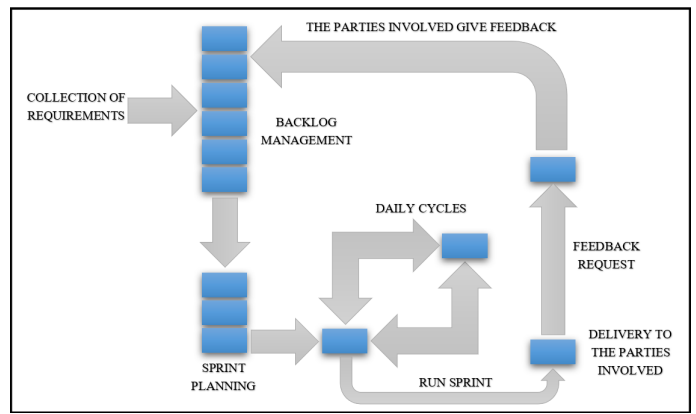 THE PARTIES INVOLVED GIVE FEEDBACK
COLLECTION OF
REQUIREMENTS
BACKLOG
MANAGEMENT
DAILY CYCLES
FEEDBACK
REQUEST
SPRINT
PLANNING
RUN SPRINT
DELIVERY TO
THE PARTIES
INVOLVED